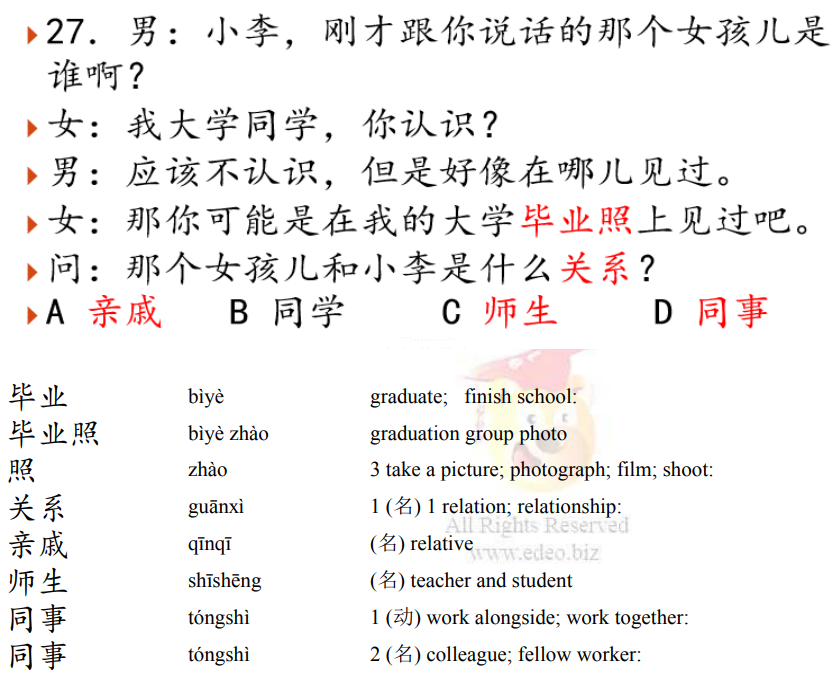 27. 男：小李，刚才跟你说话的那个女孩儿是
谁啊？
女：我大学同学，你认识？
男：应该不认识，但是好像在哪儿见过。
女：那你可能是在我的大学毕业照上见过吧。
问：那个女孩儿和小李是什么关系？
A 亲戚 B 同学 C 师生 D 同事
毕业 bìyè graduate; finish school:
毕业照 bìyè zhào graduation group photo
照 zhào 3 take a picture; photograph; film; shoot:
关系 guānxì 1 (名) 1 relation; relationship:
All Rights Reserved
亲戚 qīnqī (名) relative
www.edeo.biz
师生 shīshēng (名) teacher and student
同事 tóngshì 1 (动) work alongside; work together:
同事 tóngshì 2 (名) colleague; fellow worker: